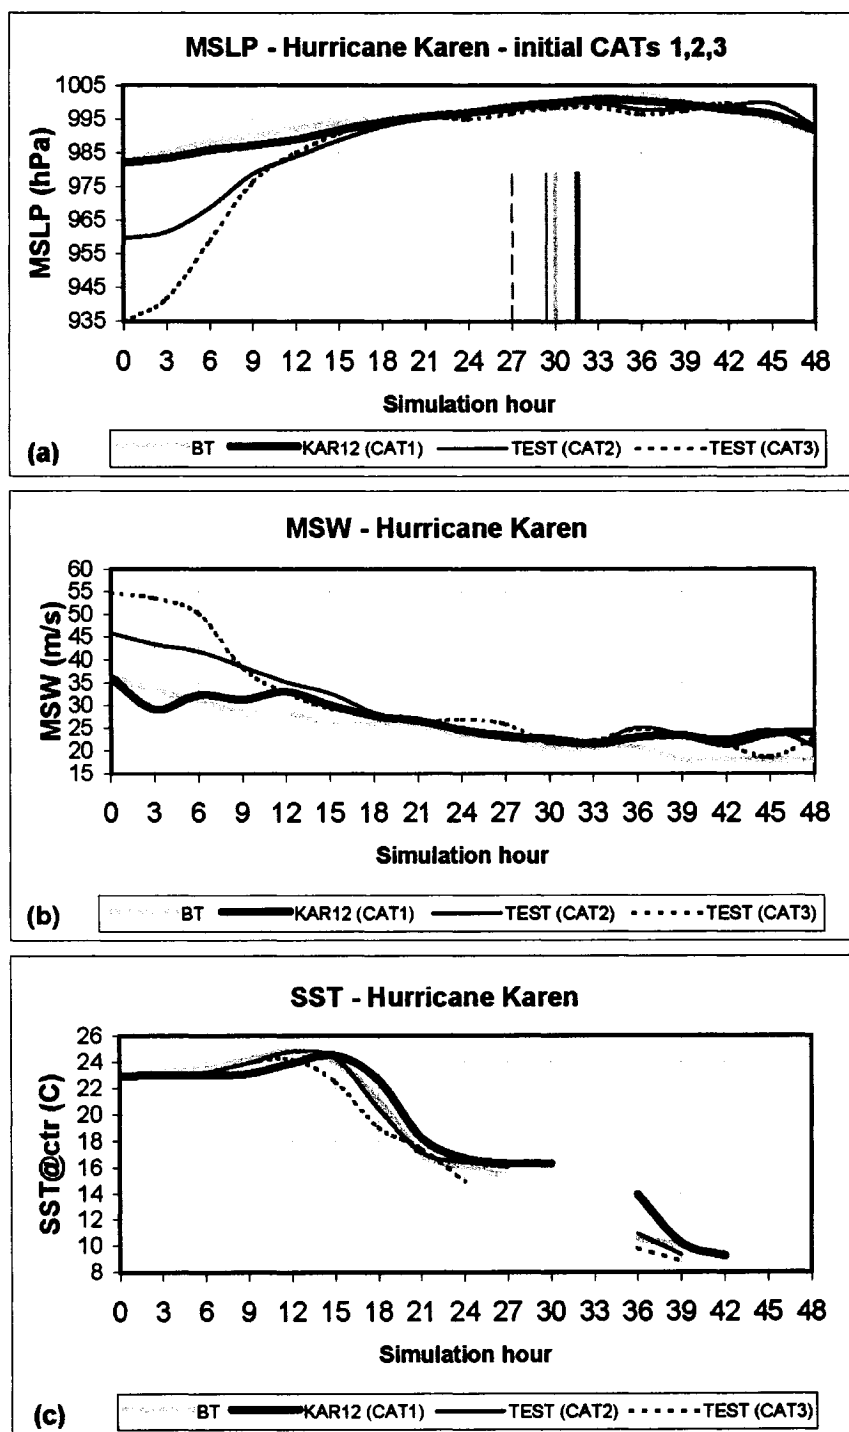 MSLP - Hurricane Karen - initial CATs 1,2,3
1005
995
985
975
965
955
945
935
MSLP (hPa)
0 3 6 9 12 15 18 21 24 27 30 33 36 39 42 45 48
Simulation hour
(a)
BT KAR12 (CAT1) TEST (CAT2) TEST (CAT3)
MSW - Hurricane Karen
60
55
50
45
40
35
30
25
20
15
MSW (m/s)
0 3 6 9 12 15 18 21 24 27 30 33 36 39 42 45 48
Simulation hour
(b)
BT KAR12 (CAT1) TEST (CAT2) TEST (CAT3)
SST - Hurricane Karen
26
24
22
20
18
16
14
12
10
8
SST@ctr (C)
0 3 6 9 12 15 18 21 24 27 30 33 36 39 42 45 48
Simulation hour
(c)
BT KAR12 (CAT1) TEST (CAT2) TEST (CAT3)